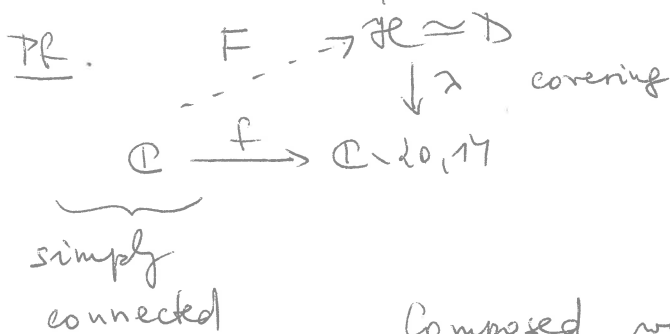 Pf. F ℋ ≃ D
↓ λ covering
ℂ f → ℂ \ {0,1}
simply
connected Composed